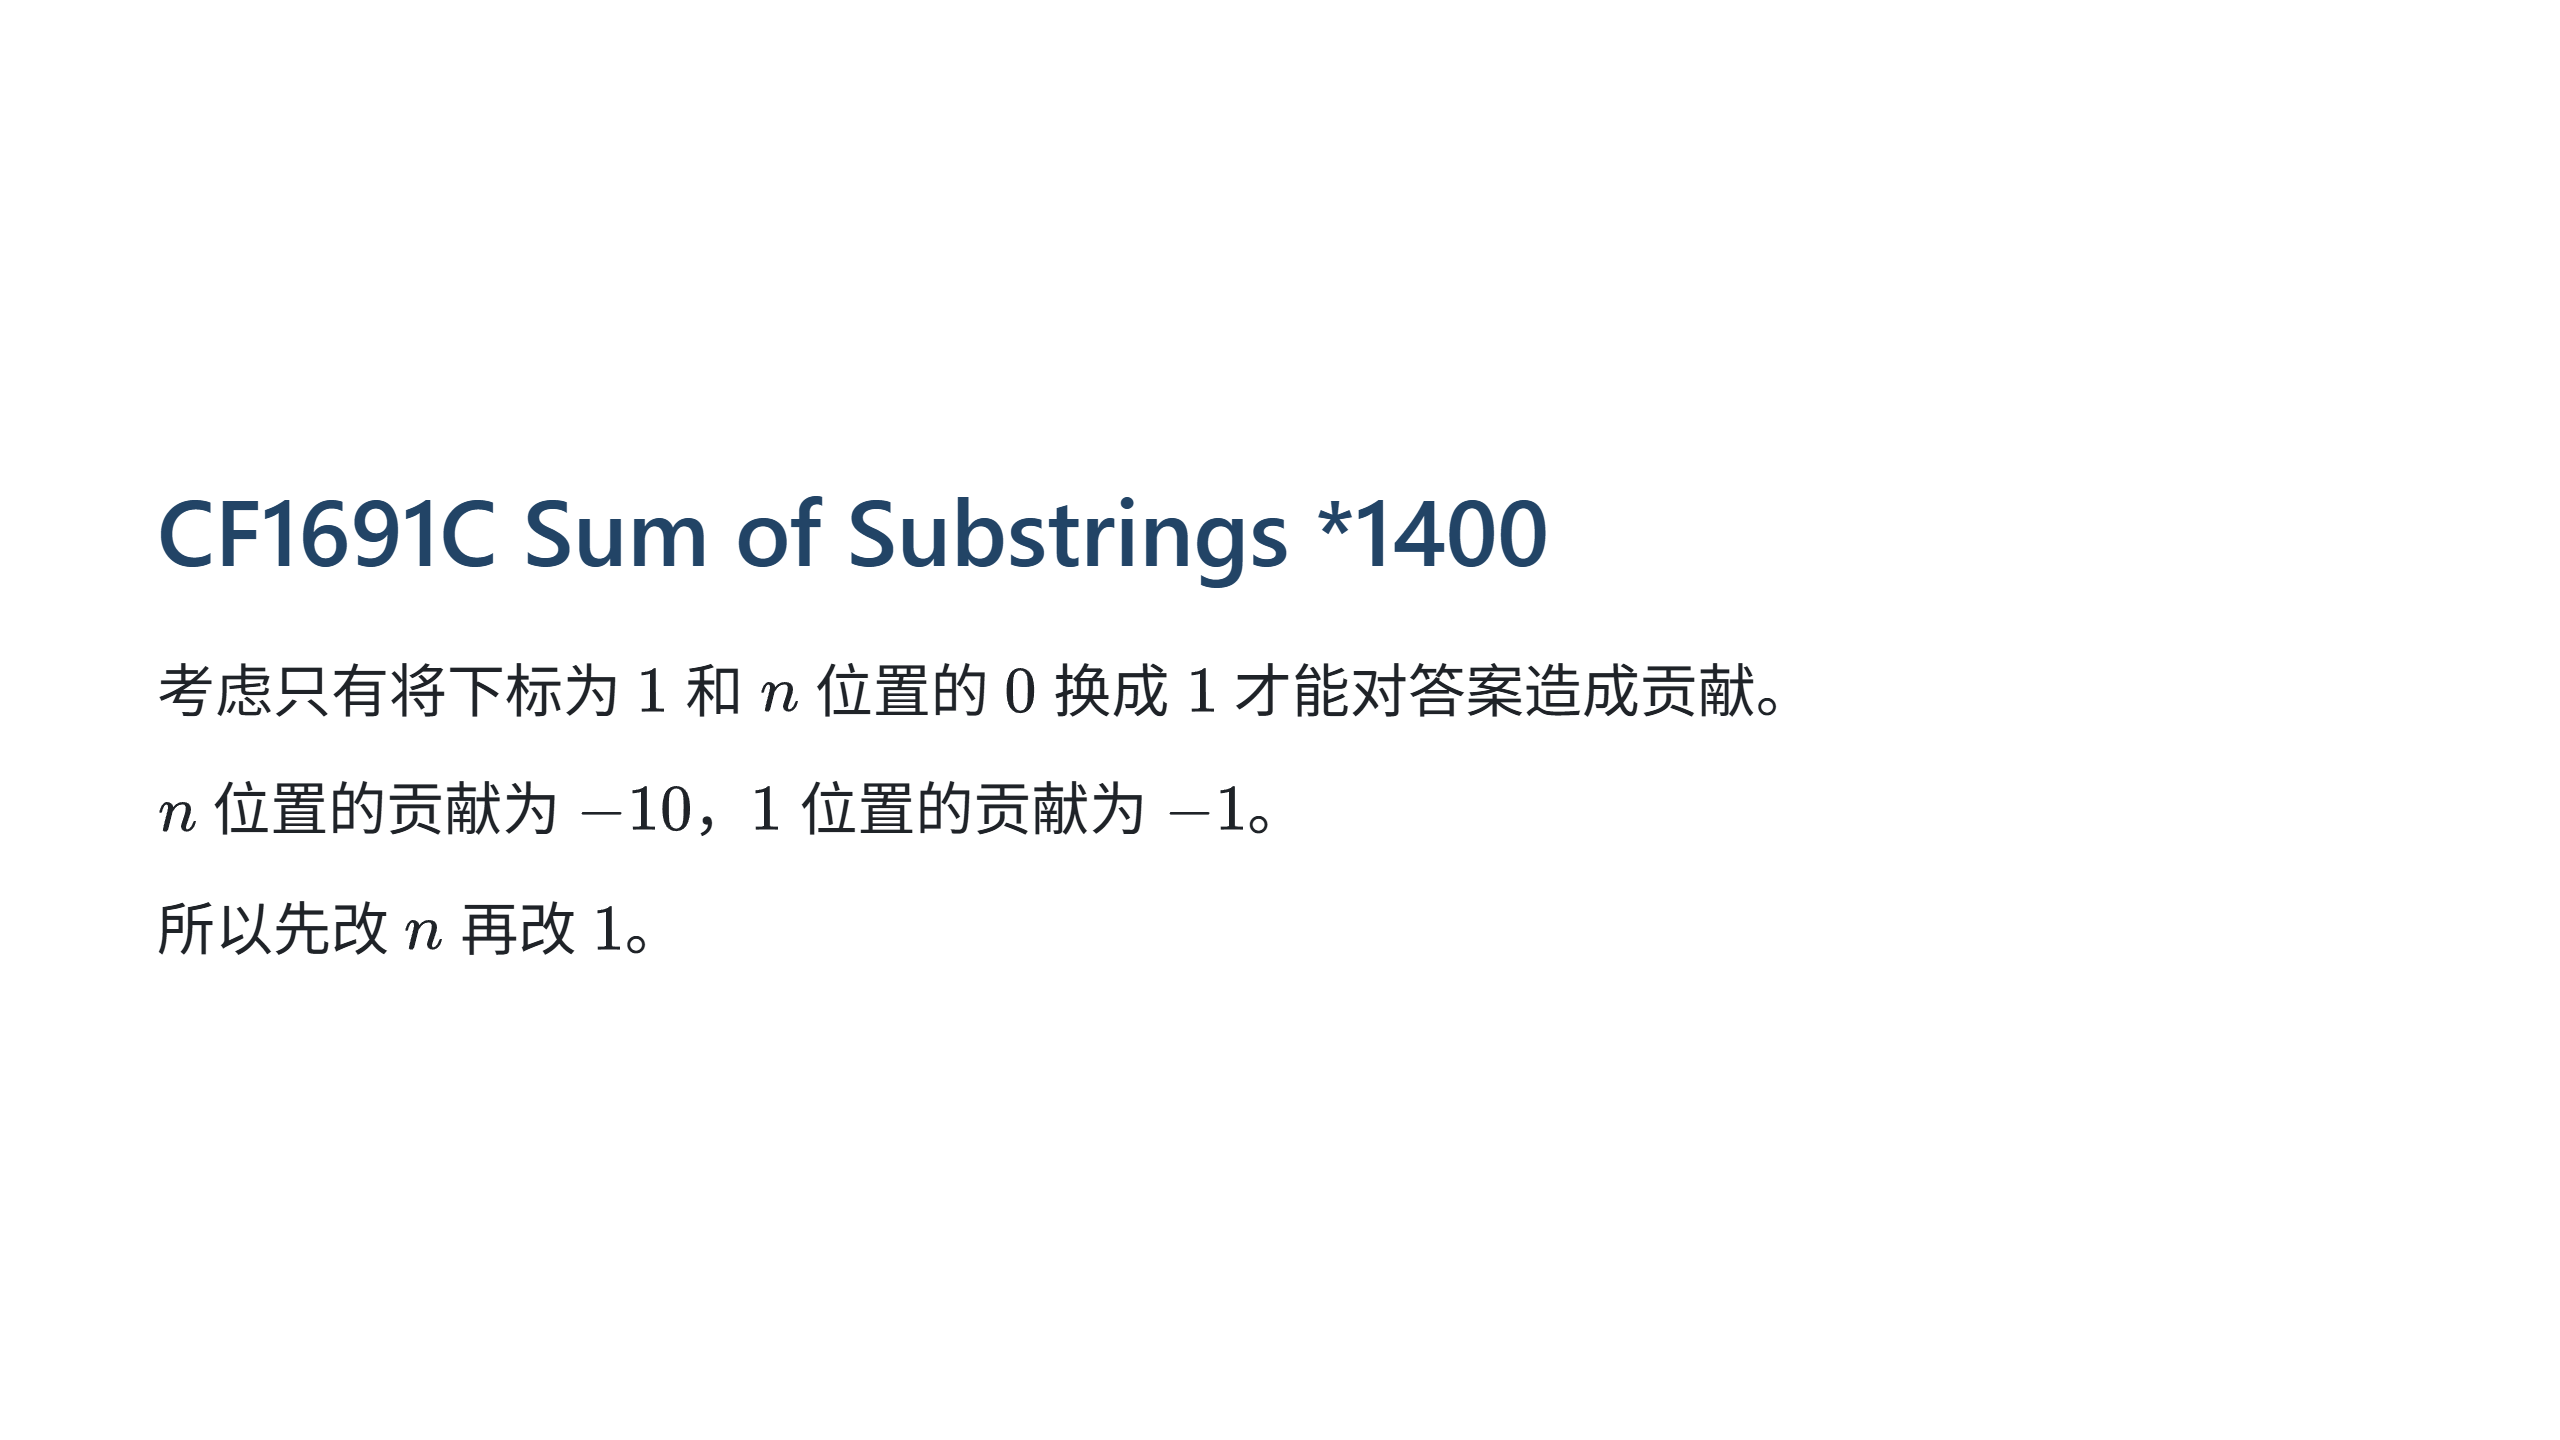 CF1691C Sum of Substrings *1400
考虑只有将下标为 1 和 n 位置的 0 换成 1 才能对答案造成贡献。
n 位置的贡献为 −10，1 位置的贡献为 −1。
所以先改 n 再改 1。